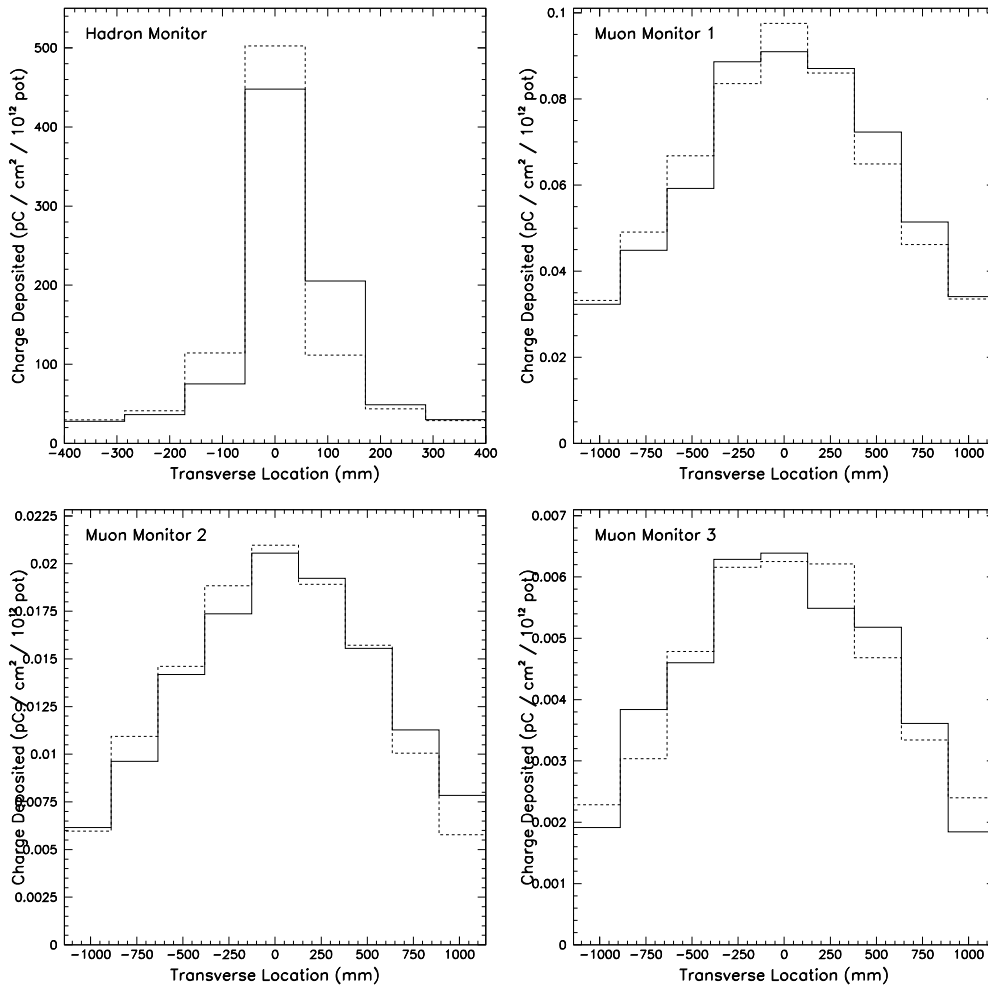 Hadron Monitor
Charge Deposited (pC / cm² / 10¹² pot)
500
400
300
200
100
0
−400 −300 −200 −100 0 100 200 300 400
Transverse Location (mm)
Muon Monitor 1
Charge Deposited (pC / cm² / 10¹² pot)
0.1
0.08
0.06
0.04
0.02
0
−1000 −750 −500 −250 0 250 500 750 1000
Transverse Location (mm)
Muon Monitor 2
Charge Deposited (pC / cm² / 10¹² pot)
0.0225
0.02
0.0175
0.015
0.0125
0.01
0.0075
0.005
0.0025
0
−1000 −750 −500 −250 0 250 500 750 1000
Transverse Location (mm)
Muon Monitor 3
Charge Deposited (pC / cm² / 10¹² pot)
0.007
0.006
0.005
0.004
0.003
0.002
0.001
0
−1000 −750 −500 −250 0 250 500 750 1000
Transverse Location (mm)